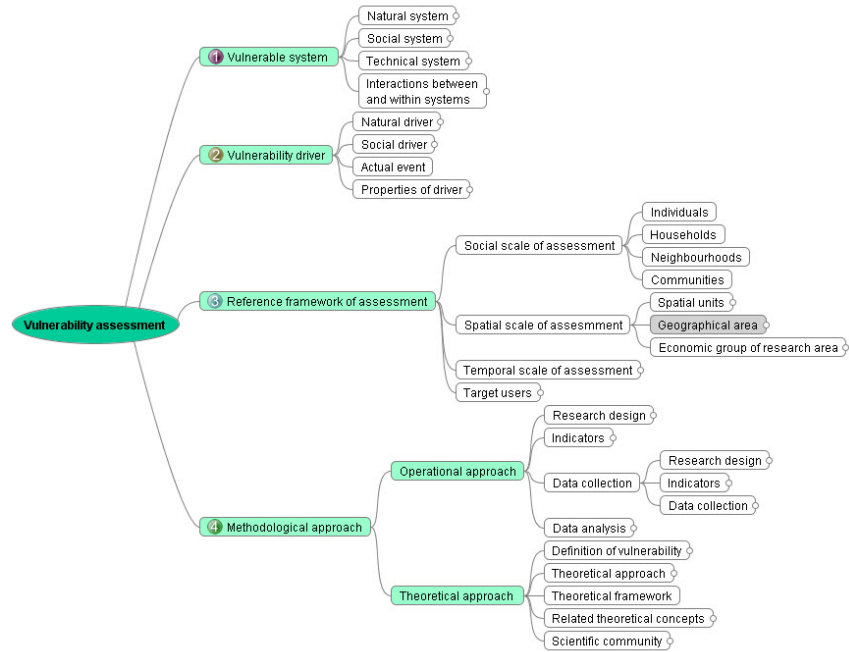 Vulnerability assessment
1 Vulnerable system
Natural system
Social system
Technical system
Interactions between
and within systems
2 Vulnerability driver
Natural driver
Social driver
Actual event
Properties of driver
3 Reference framework of assessment
Social scale of assessment
Individuals
Households
Neighbourhoods
Communities
Spatial scale of assesmment
Spatial units
Geographical area
Economic group of research area
Temporal scale of assessment
Target users
4 Methodological approach
Operational approach
Research design
Indicators
Data collection
Research design
Indicators
Data collection
Data analysis
Theoretical approach
Definition of vulnerability
Theoretical approach
Theoretical framework
Related theoretical concepts
Scientific community